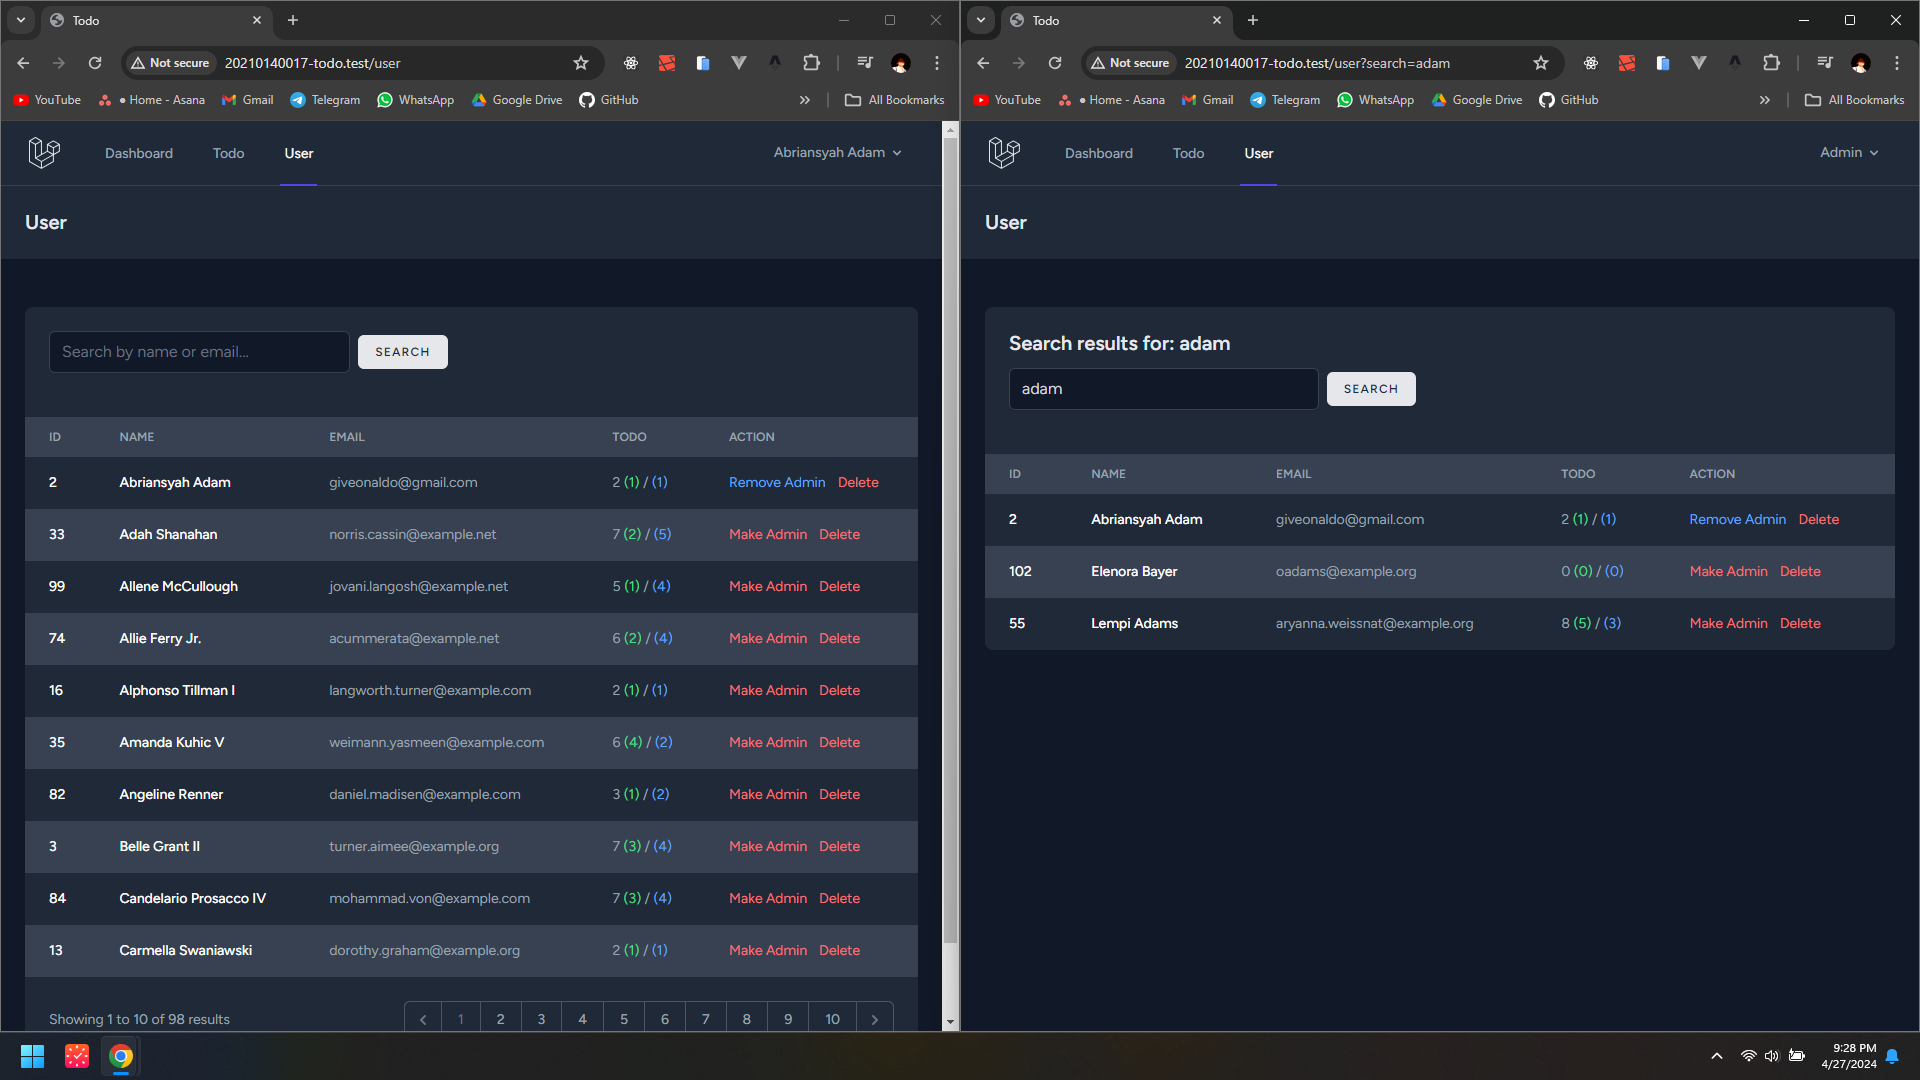 Todo
Not secure 20210140017-todo.test/user
YouTube • Home - Asana Gmail Telegram WhatsApp Google Drive GitHub » All Bookmarks
Dashboard Todo User Abriansyah Adam
User
Search by name or email... SEARCH
ID NAME EMAIL TODO ACTION
2 Abriansyah Adam giveonaldo@gmail.com 2 (1) / (1) Remove Admin Delete
33 Adah Shanahan norris.cassin@example.net 7 (2) / (5) Make Admin Delete
99 Allene McCullough jovani.langosh@example.net 5 (1) / (4) Make Admin Delete
74 Allie Ferry Jr. acummerata@example.net 6 (2) / (4) Make Admin Delete
16 Alphonso Tillman I langworth.turner@example.com 2 (1) / (1) Make Admin Delete
35 Amanda Kuhic V weimann.yasmeen@example.com 6 (4) / (2) Make Admin Delete
82 Angeline Renner daniel.madisen@example.com 3 (1) / (2) Make Admin Delete
3 Belle Grant II turner.aimee@example.org 7 (3) / (4) Make Admin Delete
84 Candelario Prosacco IV mohammad.von@example.com 7 (3) / (4) Make Admin Delete
13 Carmella Swaniawski dorothy.graham@example.org 2 (1) / (1) Make Admin Delete
Showing 1 to 10 of 98 results 1 2 3 4 5 6 7 8 9 10
Todo
Not secure 20210140017-todo.test/user?search=adam
YouTube • Home - Asana Gmail Telegram WhatsApp Google Drive GitHub » All Bookmarks
Dashboard Todo User Admin
User
Search results for: adam
adam SEARCH
ID NAME EMAIL TODO ACTION
2 Abriansyah Adam giveonaldo@gmail.com 2 (1) / (1) Remove Admin Delete
102 Elenora Bayer oadams@example.org 0 (0) / (0) Make Admin Delete
55 Lempi Adams aryanna.weissnat@example.org 8 (5) / (3) Make Admin Delete
9:28 PM
4/27/2024